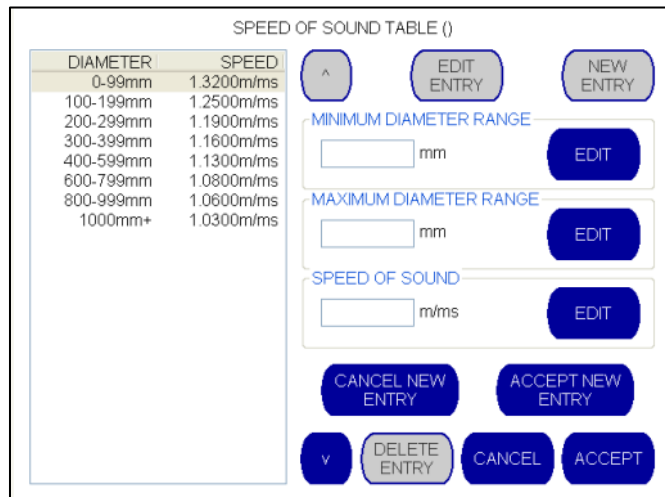 SPEED OF SOUND TABLE ()
DIAMETER SPEED
0-99mm 1.3200m/ms
100-199mm 1.2500m/ms
200-299mm 1.1900m/ms
300-399mm 1.1600m/ms
400-599mm 1.1300m/ms
600-799mm 1.0800m/ms
800-999mm 1.0600m/ms
1000mm+ 1.0300m/ms
^
EDIT
ENTRY
NEW
ENTRY
MINIMUM DIAMETER RANGE
mm
EDIT
MAXIMUM DIAMETER RANGE
mm
EDIT
SPEED OF SOUND
m/ms
EDIT
CANCEL NEW
ENTRY
ACCEPT NEW
ENTRY
v
DELETE
ENTRY
CANCEL
ACCEPT